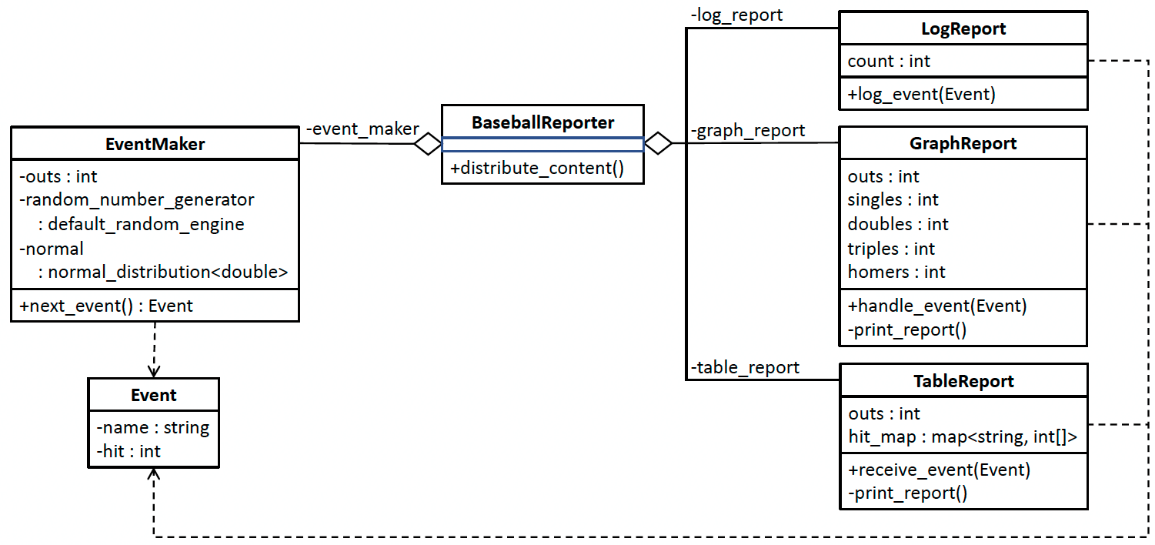 -log_report
LogReport
count : int
+log_event(Event)
-event_maker
BaseballReporter
+distribute_content()
-graph_report
GraphReport
outs : int
singles : int
doubles : int
triples : int
homers : int
+handle_event(Event)
-print_report()
EventMaker
-outs : int
-random_number_generator
: default_random_engine
-normal
: normal_distribution<double>
+next_event() : Event
-table_report
TableReport
outs : int
hit_map : map<string, int[]>
+receive_event(Event)
-print_report()
Event
-name : string
-hit : int